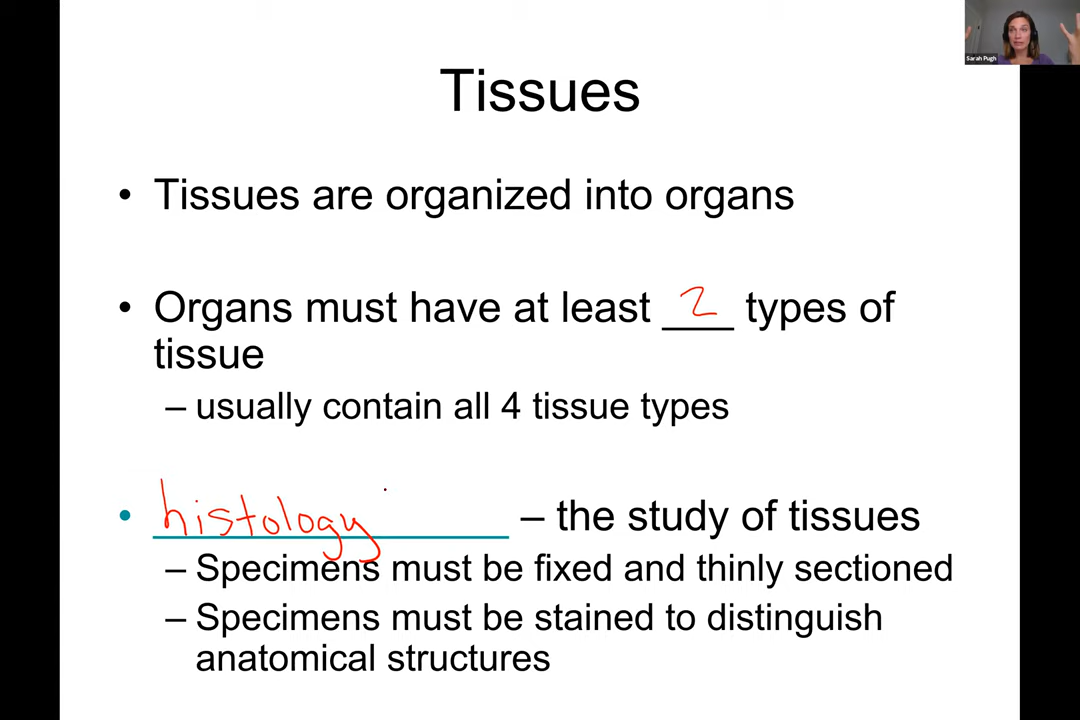 Sarah Pugh
Tissues
• Tissues are organized into organs
• Organs must have at least 2 types of
tissue
– usually contain all 4 tissue types
• histology – the study of tissues
– Specimens must be fixed and thinly sectioned
– Specimens must be stained to distinguish
anatomical structures